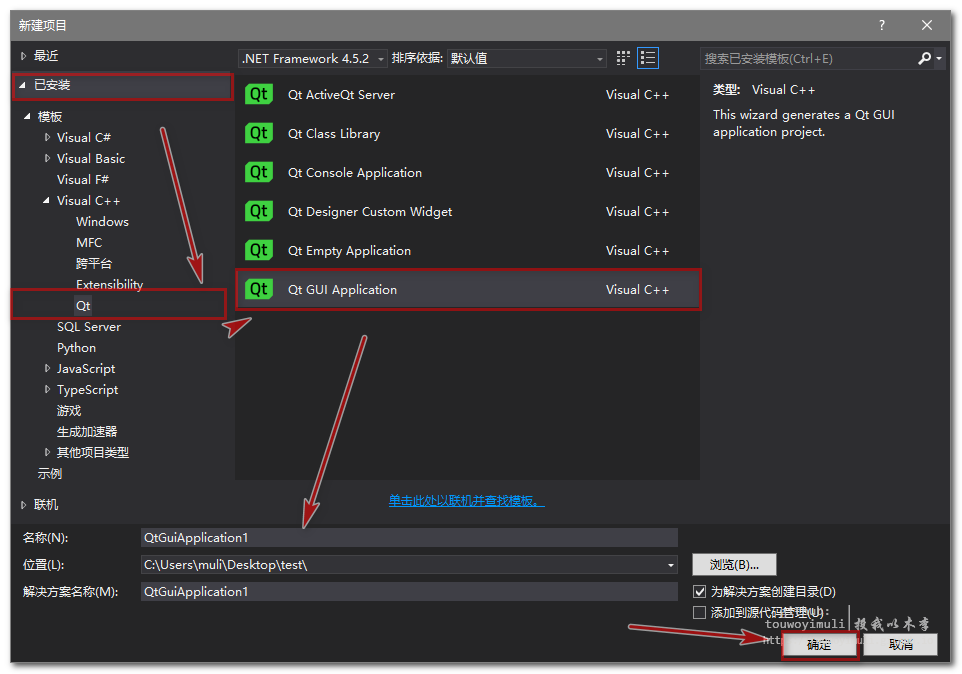 新建项目
?
最近
.NET Framework 4.5.2
排序依据:
默认值
搜索已安装模板(Ctrl+E)
已安装
模板
Visual C#
Visual Basic
Visual F#
Visual C++
Windows
MFC
跨平台
Extensibility
Qt
SQL Server
Python
JavaScript
TypeScript
游戏
生成加速器
其他项目类型
示例
联机
Qt Qt ActiveQt Server Visual C++
Qt Qt Class Library Visual C++
Qt Qt Console Application Visual C++
Qt Qt Designer Custom Widget Visual C++
Qt Qt Empty Application Visual C++
Qt Qt GUI Application Visual C++
类型: Visual C++
This wizard generates a Qt GUI
application project.
单击此处以联机并查找模板。
名称(N): QtGuiApplication1
位置(L): C:\Users\muli\Desktop\test\
浏览(B)...
解决方案名称(M): QtGuiApplication1
为解决方案创建目录(D)
添加到源代码管理(U)
touwoyimuli
投我以木李
确定
取消